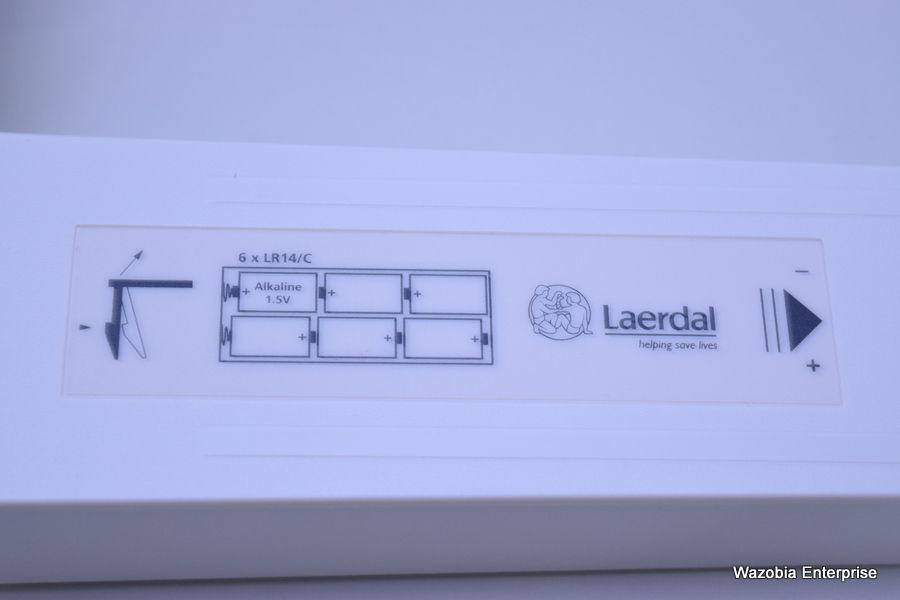 6 x LR14/C
Alkaline
1.5V
+ + +
+ + +
Laerdal
helping save lives
−
+
Wazobia Enterprise